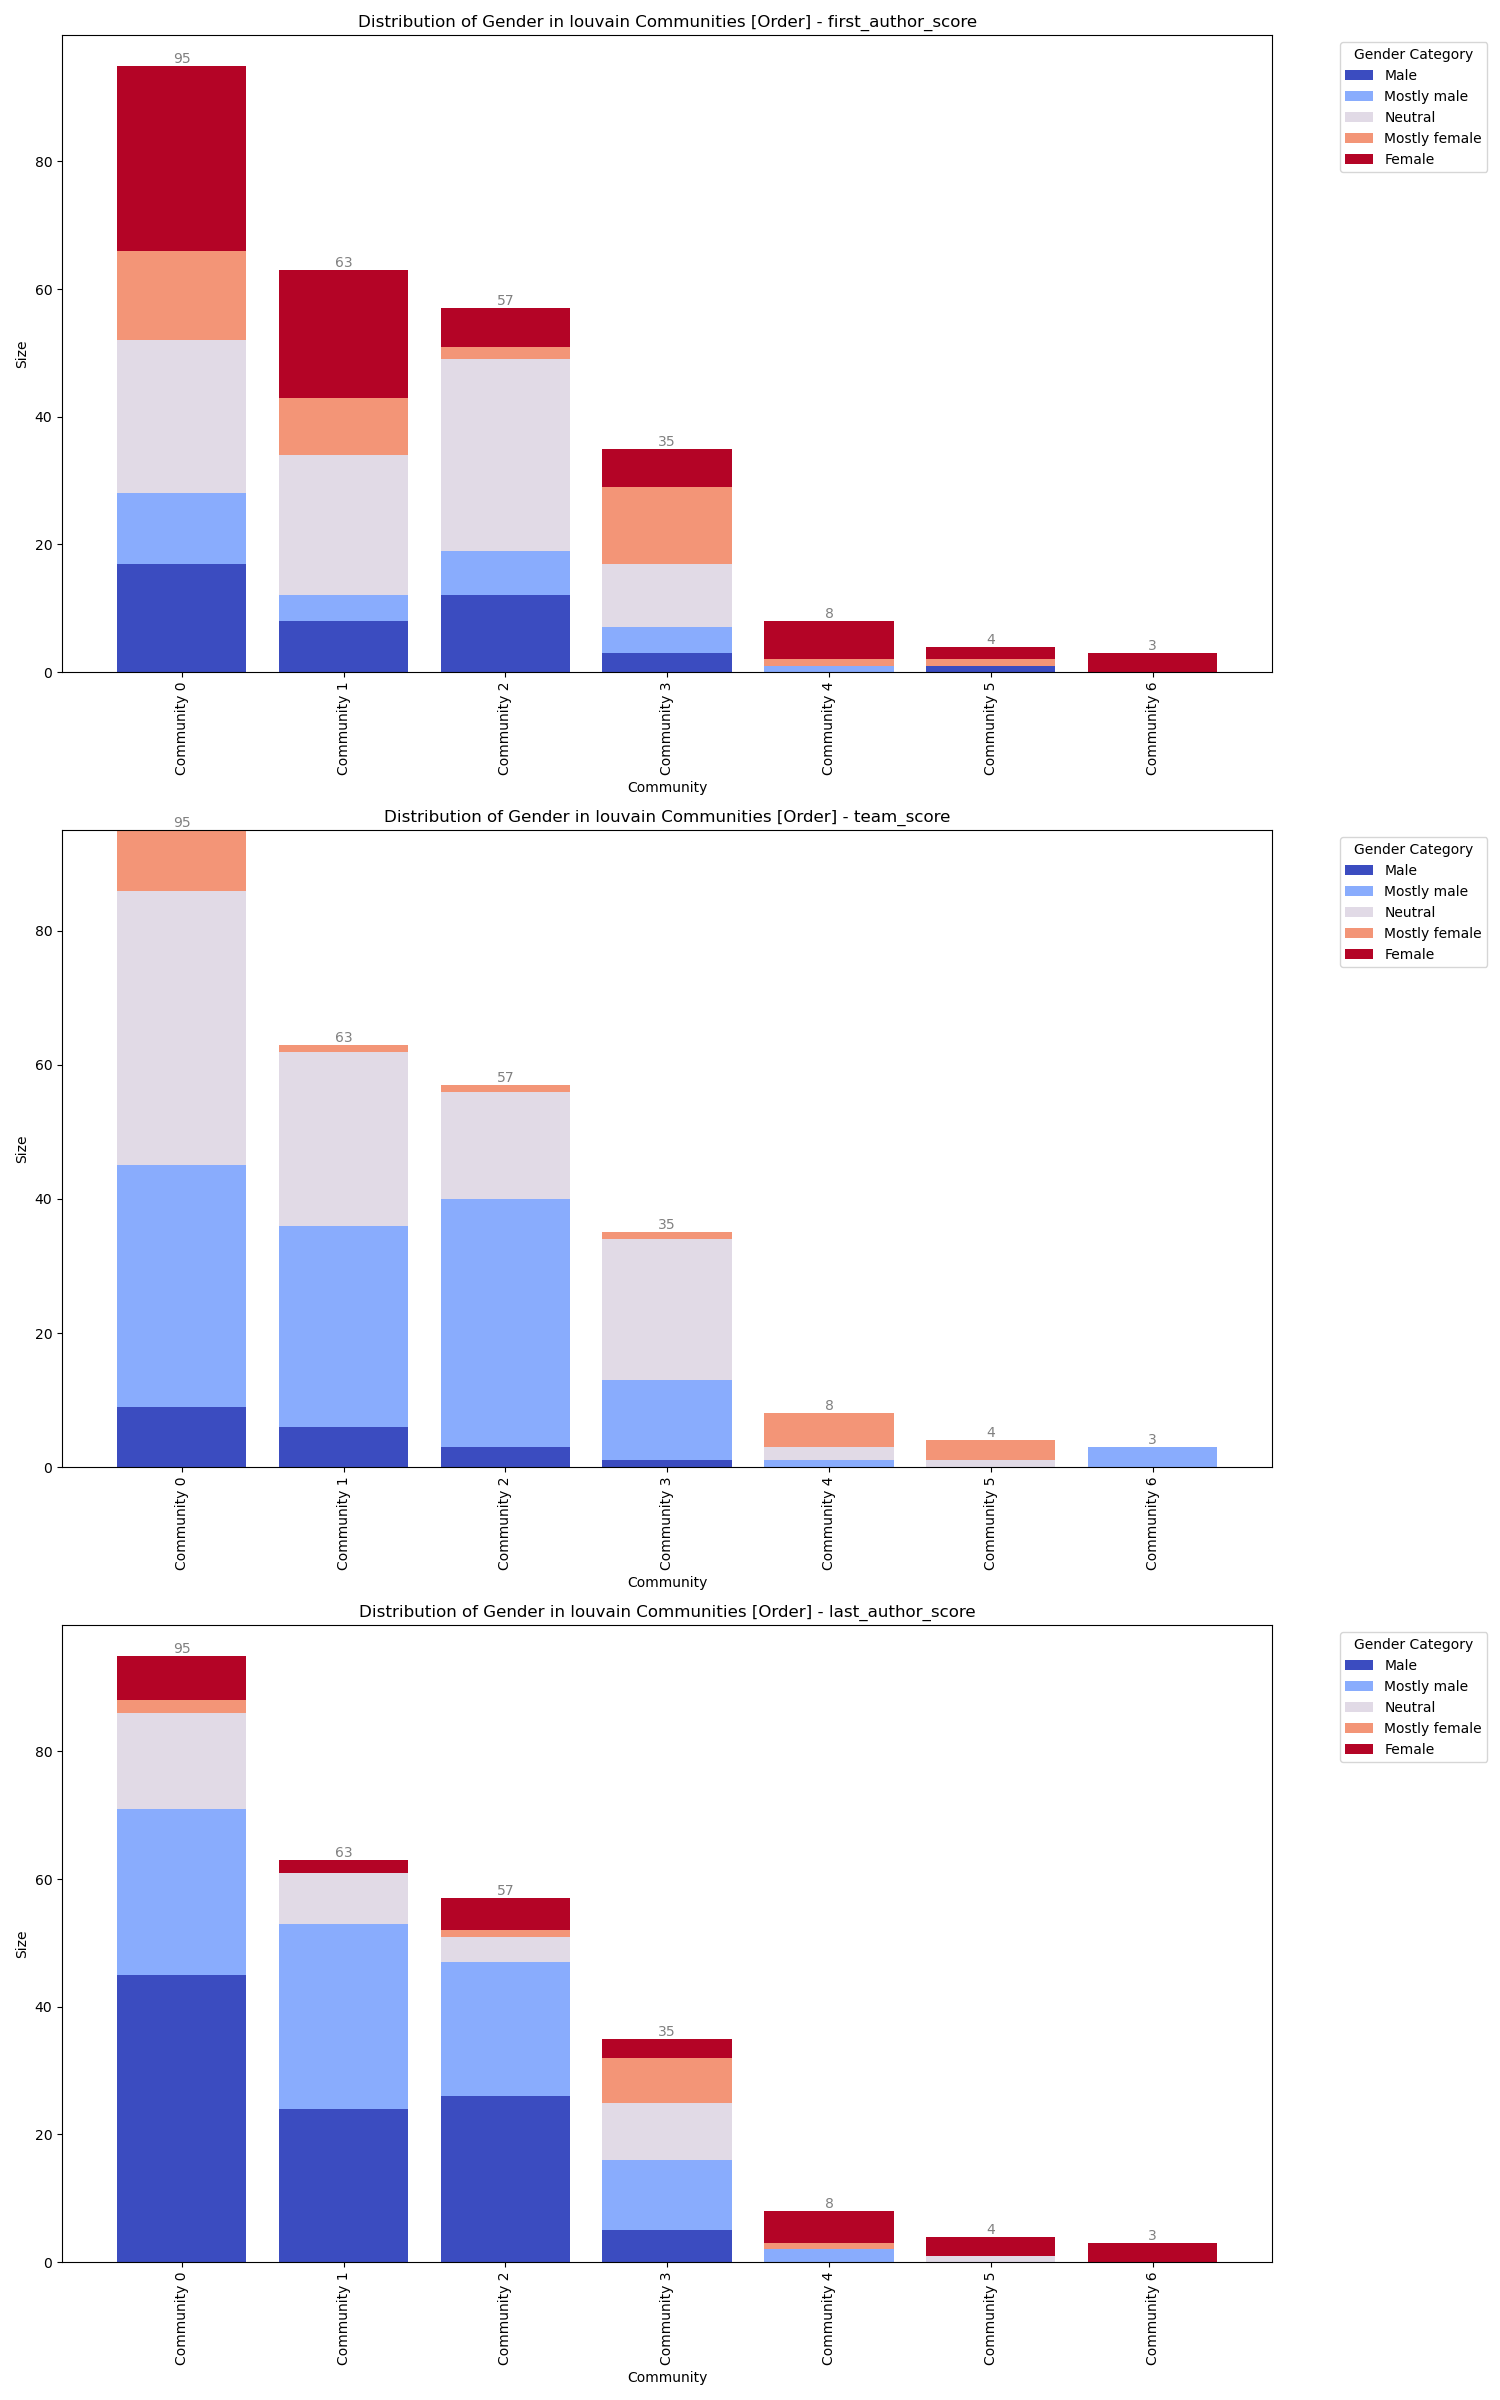 Distribution of Gender in louvain Communities [Order] - first_author_score
Gender Category
Male
Mostly male
Neutral
Mostly female
Female
95
63
57
35
8
4
3
80
60
40
20
0
Size
Community 0
Community 1
Community 2
Community 3
Community 4
Community 5
Community 6
Community
Distribution of Gender in louvain Communities [Order] - team_score
Gender Category
Male
Mostly male
Neutral
Mostly female
Female
95
63
57
35
8
4
3
80
60
40
20
0
Size
Community 0
Community 1
Community 2
Community 3
Community 4
Community 5
Community 6
Community
Distribution of Gender in louvain Communities [Order] - last_author_score
Gender Category
Male
Mostly male
Neutral
Mostly female
Female
95
63
57
35
8
4
3
80
60
40
20
0
Size
Community 0
Community 1
Community 2
Community 3
Community 4
Community 5
Community 6
Community